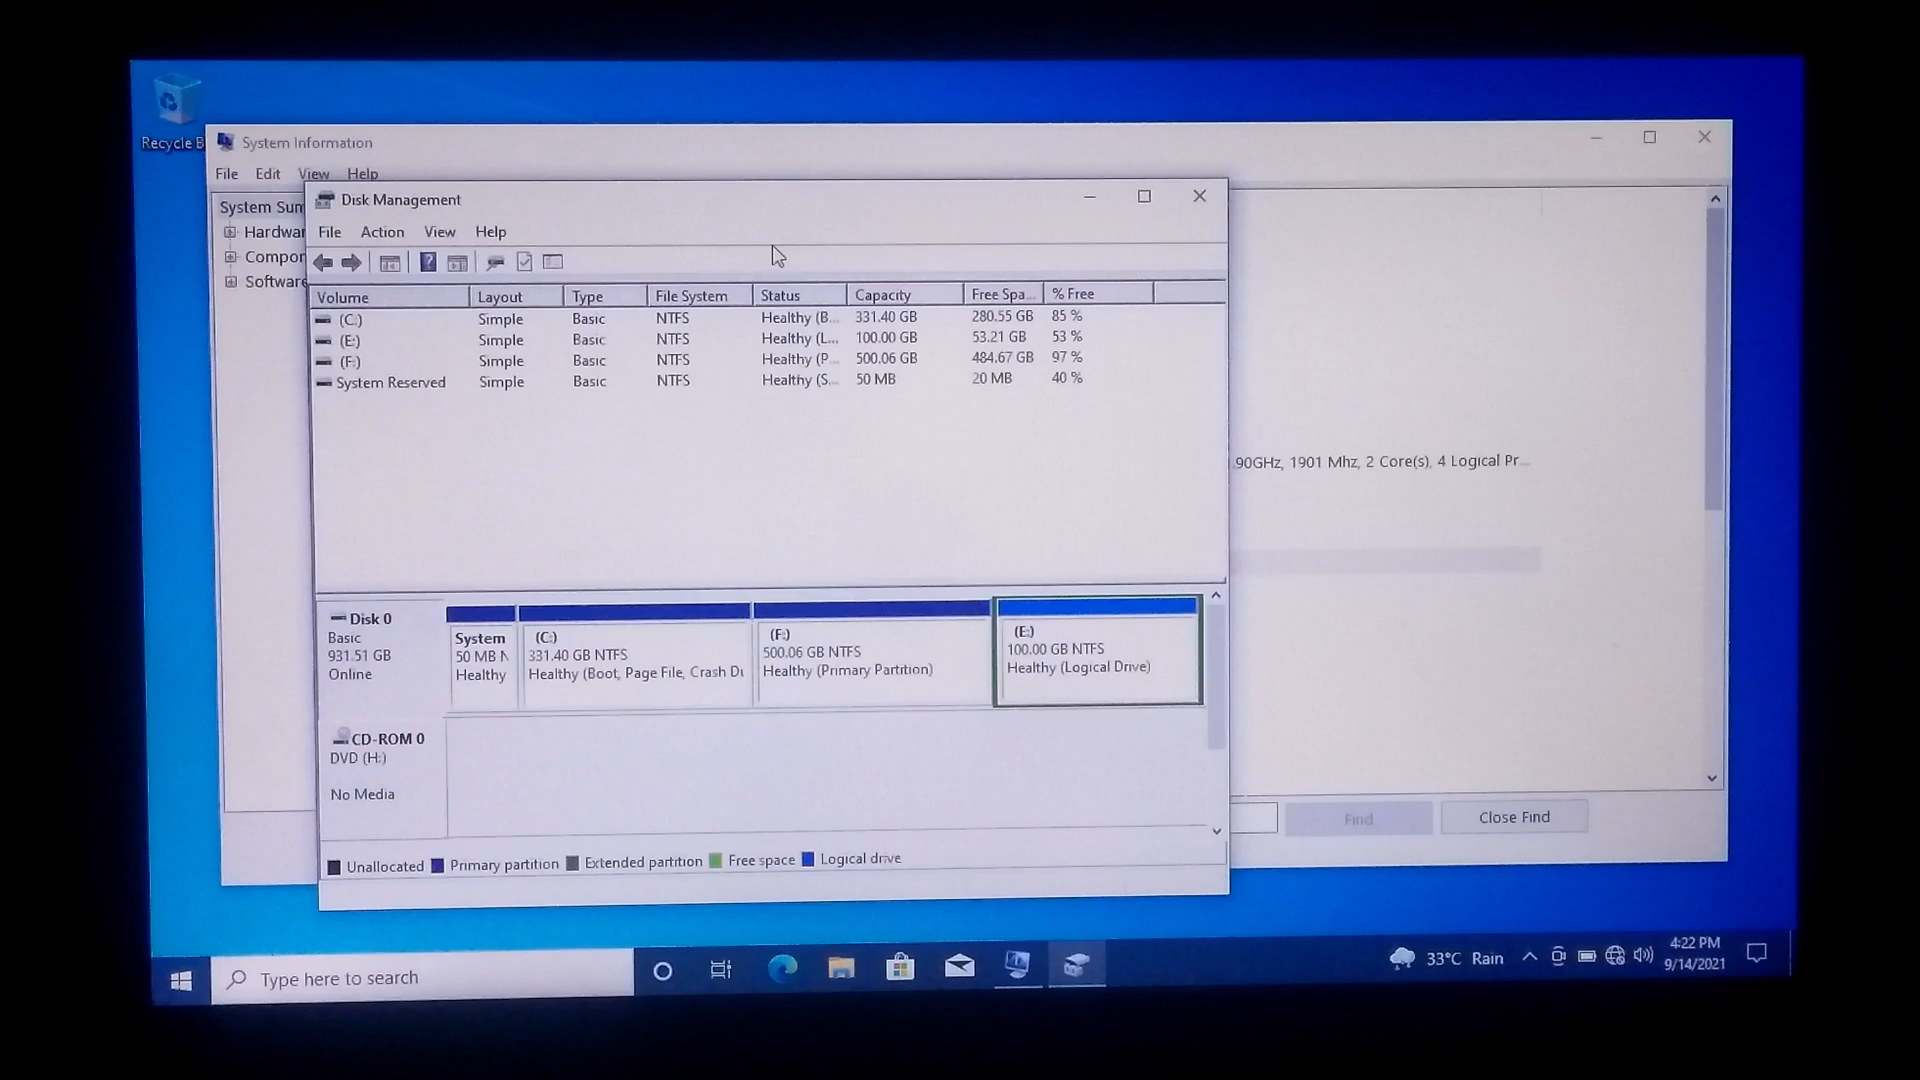 Recycle B
System Information
File Edit View Help
System Sum
Hardwar
Compor
Software
Disk Management
File Action View Help
Volume Layout Type File System Status Capacity Free Spa... % Free
(C:) Simple Basic NTFS Healthy (B... 331.40 GB 280.55 GB 85 %
(E:) Simple Basic NTFS Healthy (L... 100.00 GB 53.21 GB 53 %
(F:) Simple Basic NTFS Healthy (P... 500.06 GB 484.67 GB 97 %
System Reserved Simple Basic NTFS Healthy (S... 50 MB 20 MB 40 %
.90GHz, 1901 Mhz, 2 Core(s), 4 Logical Pr...
Disk 0
Basic
931.51 GB
Online
System
50 MB N
Healthy
(C:)
331.40 GB NTFS
Healthy (Boot, Page File, Crash Du
(F:)
500.06 GB NTFS
Healthy (Primary Partition)
(E:)
100.00 GB NTFS
Healthy (Logical Drive)
CD-ROM 0
DVD (H:)
No Media
Unallocated Primary partition Extended partition Free space Logical drive
Find Close Find
Type here to search
33°C Rain
4:22 PM
9/14/2021